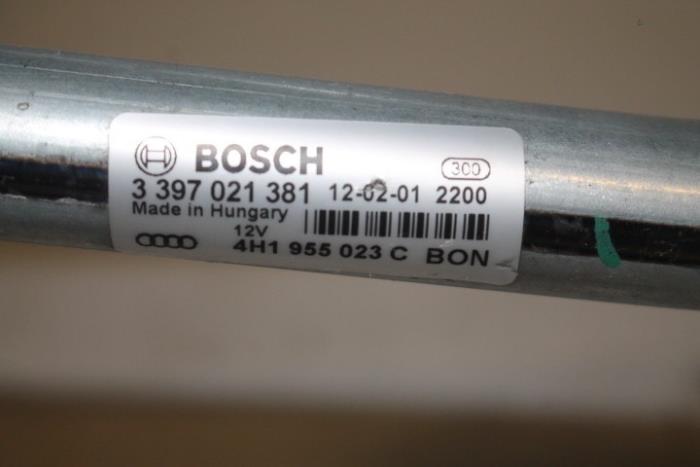 BOSCH 300
3 397 021 381 12-02-01 2200
Made in Hungary
12V
4H1 955 023 C BON